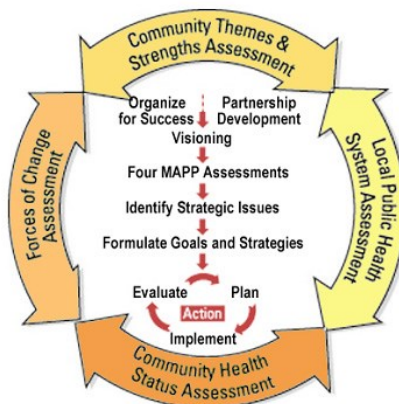 Community Themes &
Strengths Assessment
Organize
for Success
Partnership
Development
Visioning
Four MAPP Assessments
Identify Strategic Issues
Formulate Goals and Strategies
Evaluate
Plan
Action
Implement
Forces of Change
Assessment
Local Public Health
System Assessment
Community Health
Status Assessment